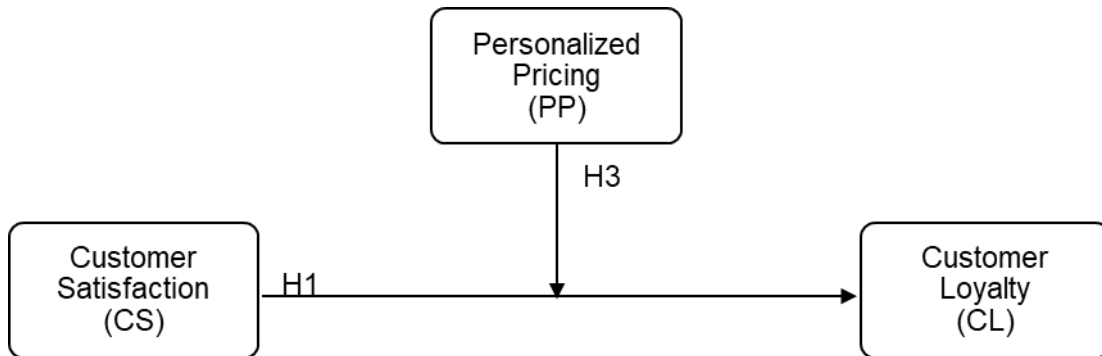 Personalized
Pricing
(PP)
H3
Customer
Satisfaction
(CS)
H1
Customer
Loyalty
(CL)